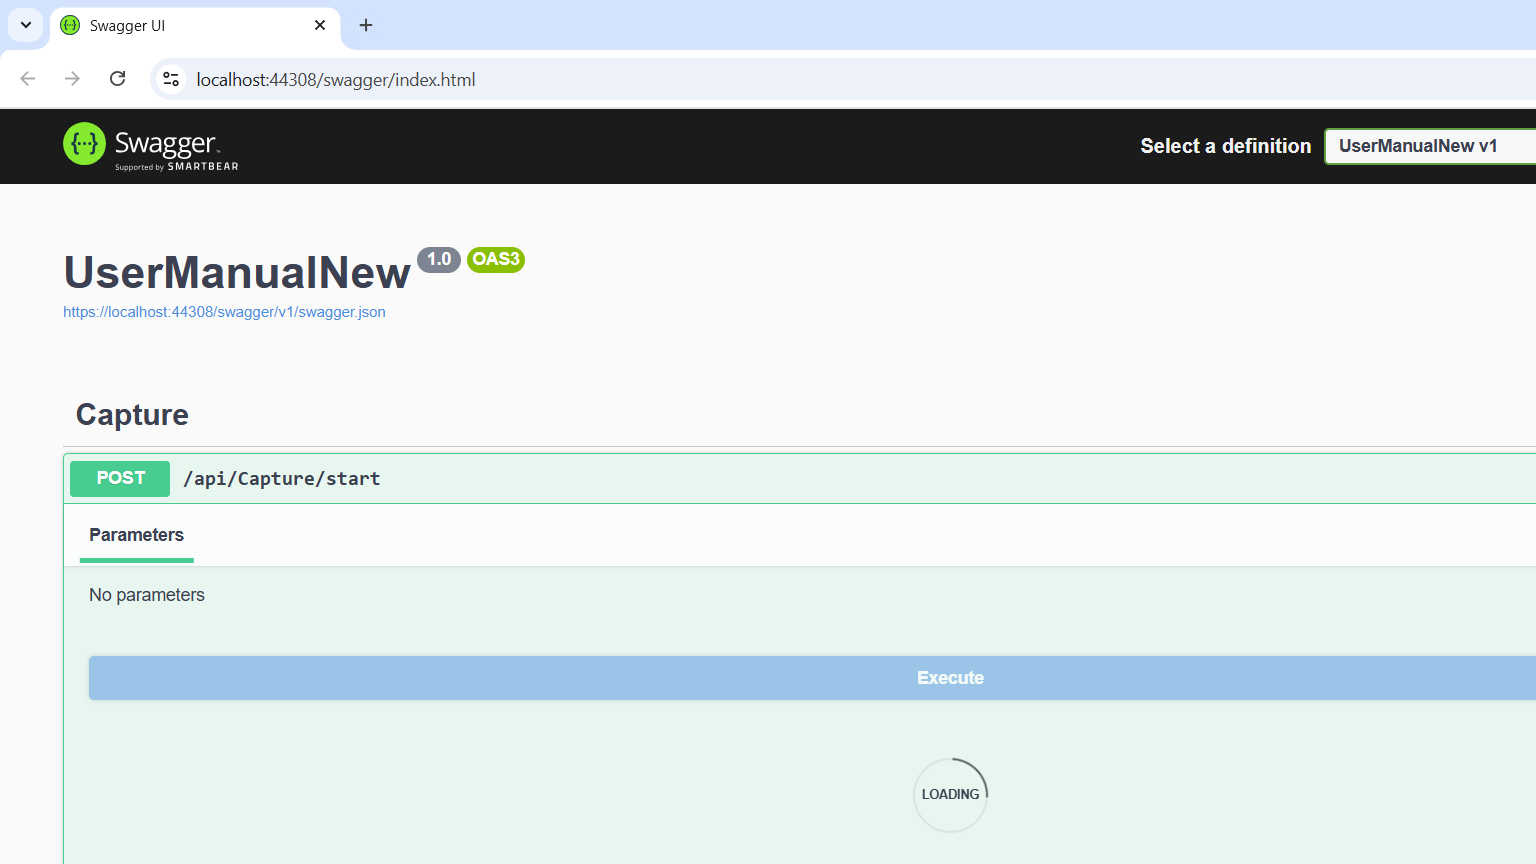 Swagger UI
localhost:44308/swagger/index.html
{···} Swagger™
Supported by SMARTBEAR
Select a definition
UserManualNew v1
UserManualNew 1.0 OAS3
https://localhost:44308/swagger/v1/swagger.json
Capture
POST /api/Capture/start
Parameters
No parameters
Execute
LOADING